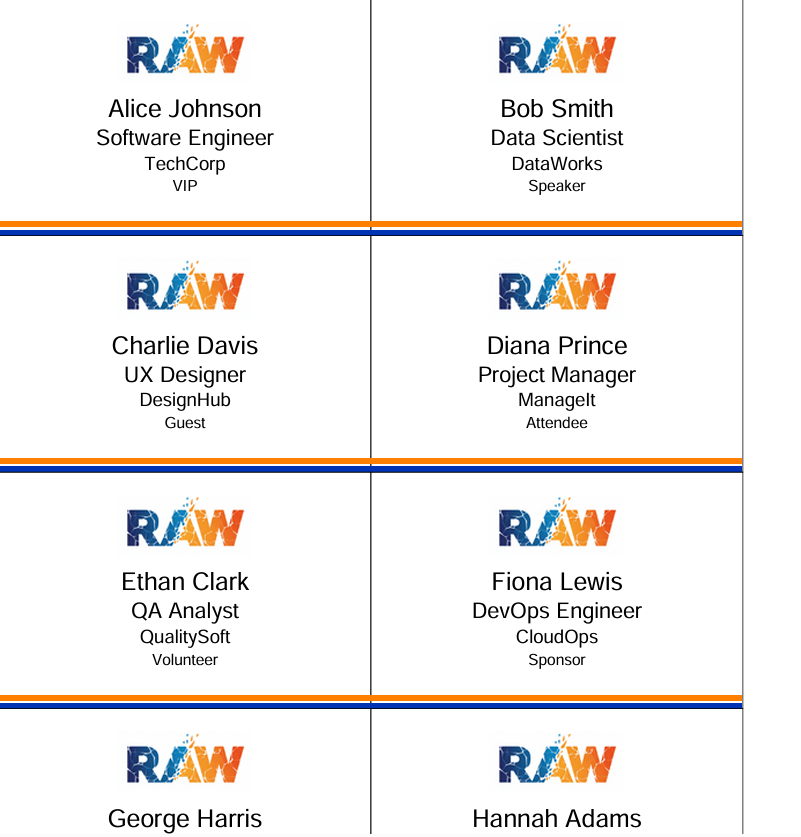 RAW
Alice Johnson
Software Engineer
TechCorp
VIP
RAW
Bob Smith
Data Scientist
DataWorks
Speaker
RAW
Charlie Davis
UX Designer
DesignHub
Guest
RAW
Diana Prince
Project Manager
ManageIt
Attendee
RAW
Ethan Clark
QA Analyst
QualitySoft
Volunteer
RAW
Fiona Lewis
DevOps Engineer
CloudOps
Sponsor
RAW
George Harris
RAW
Hannah Adams